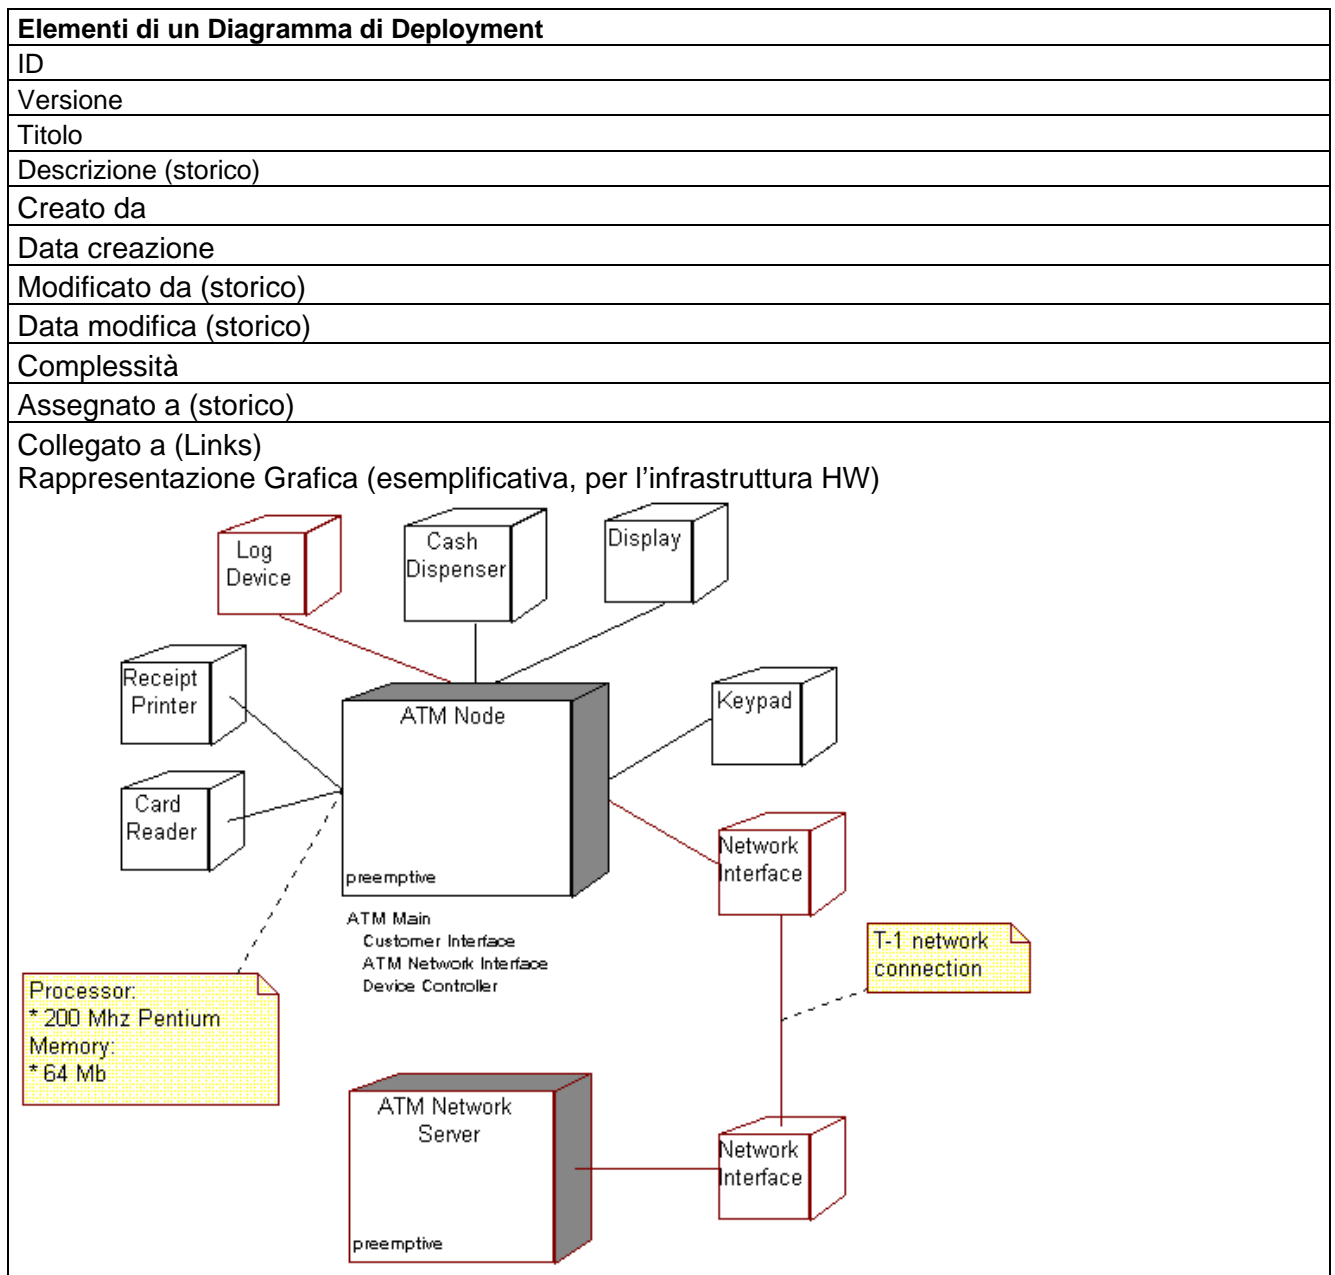 Elementi di un Diagramma di Deployment
ID
Versione
Titolo
Descrizione (storico)
Creato da
Data creazione
Modificato da (storico)
Data modifica (storico)
Complessità
Assegnato a (storico)
Collegato a (Links)
Rappresentazione Grafica (esemplificativa, per l'infrastruttura HW)
Log
Device
Cash
Dispenser
Display
Receipt
Printer
ATM Node
Keypad
Card
Reader
Network
Interface
preemptive
ATM Main
Customer Interface
ATM Network Interface
Device Controller
T-1 network
connection
Processor:
* 200 Mhz Pentium
Memory:
* 64 Mb
ATM Network
Server
Network
Interface
preemptive